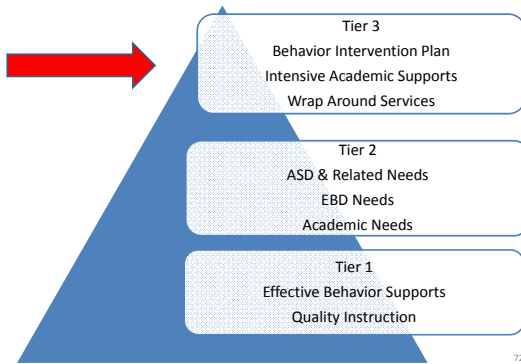 Tier 3
Behavior Intervention Plan
Intensive Academic Supports
Wrap Around Services
Tier 2
ASD & Related Needs
EBD Needs
Academic Needs
Tier 1
Effective Behavior Supports
Quality Instruction
72